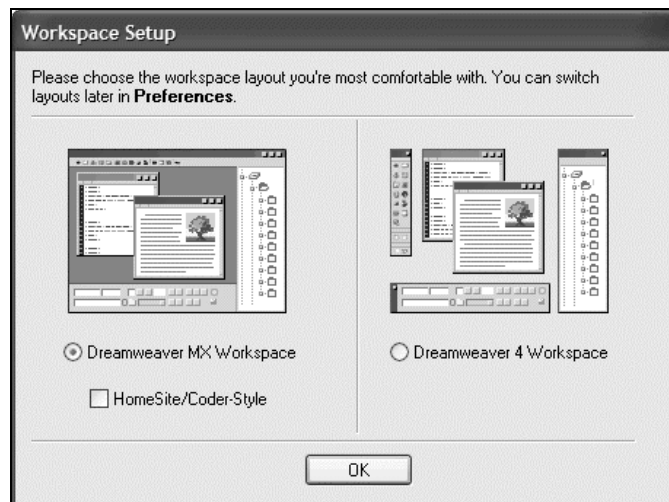 Workspace Setup
Please choose the workspace layout you're most comfortable with. You can switch
layouts later in Preferences.
Dreamweaver MX Workspace
Dreamweaver 4 Workspace
HomeSite/Coder-Style
OK